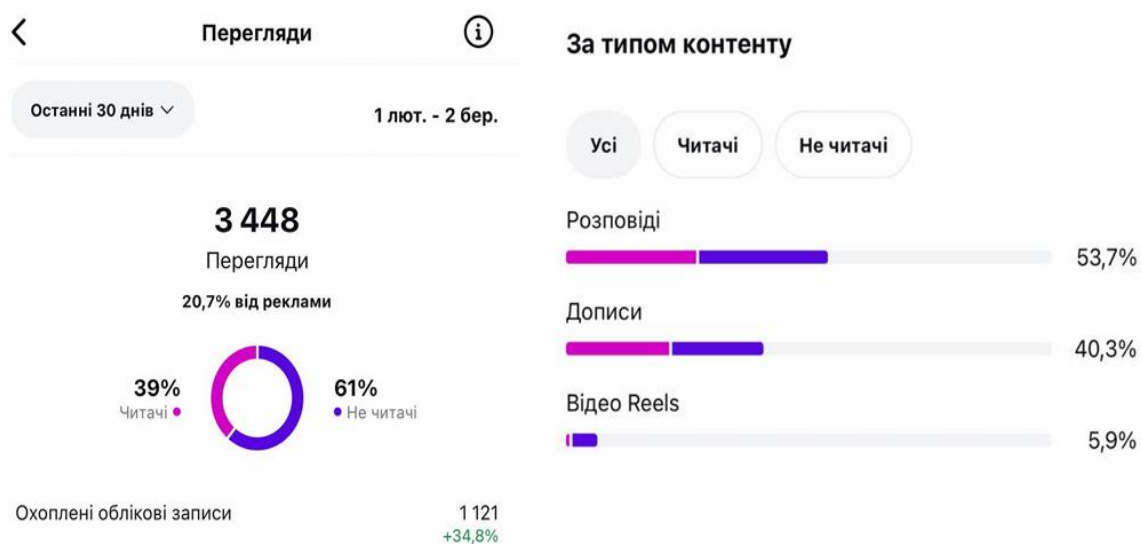 Перегляди
Останні 30 днів
1 лют. - 2 бер.
3 448
Перегляди
20,7% від реклами
39%
Читачі
61%
Не читачі
Охоплені облікові записи
1 121
+34,8%
За типом контенту
Усі
Читачі
Не читачі
Розповіді
53,7%
Дописи
40,3%
Відео Reels
5,9%